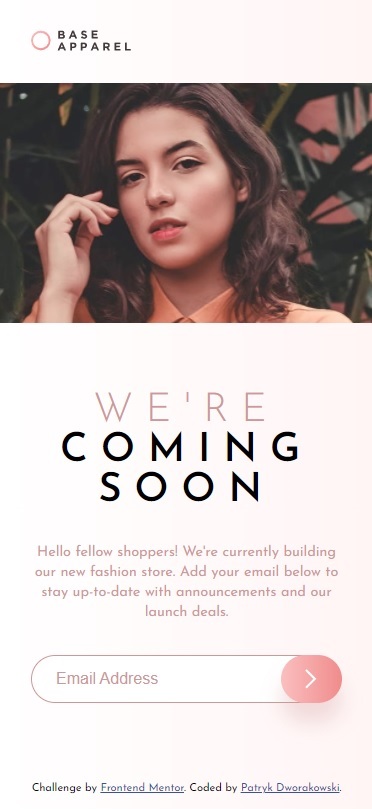 BASE
APPAREL
WE'RE
COMING
SOON
Hello fellow shoppers! We're currently building
our new fashion store. Add your email below to
stay up-to-date with announcements and our
launch deals.
Email Address
Challenge by Frontend Mentor. Coded by Patryk Dworakowski.